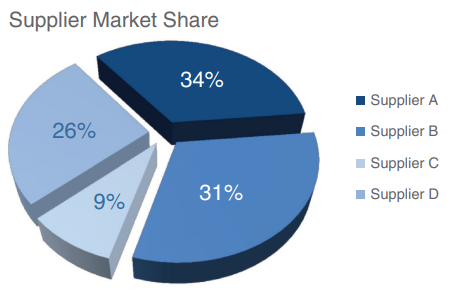 Supplier Market Share
34%
Supplier A
26%
Supplier B
31%
9%
Supplier C
Supplier D